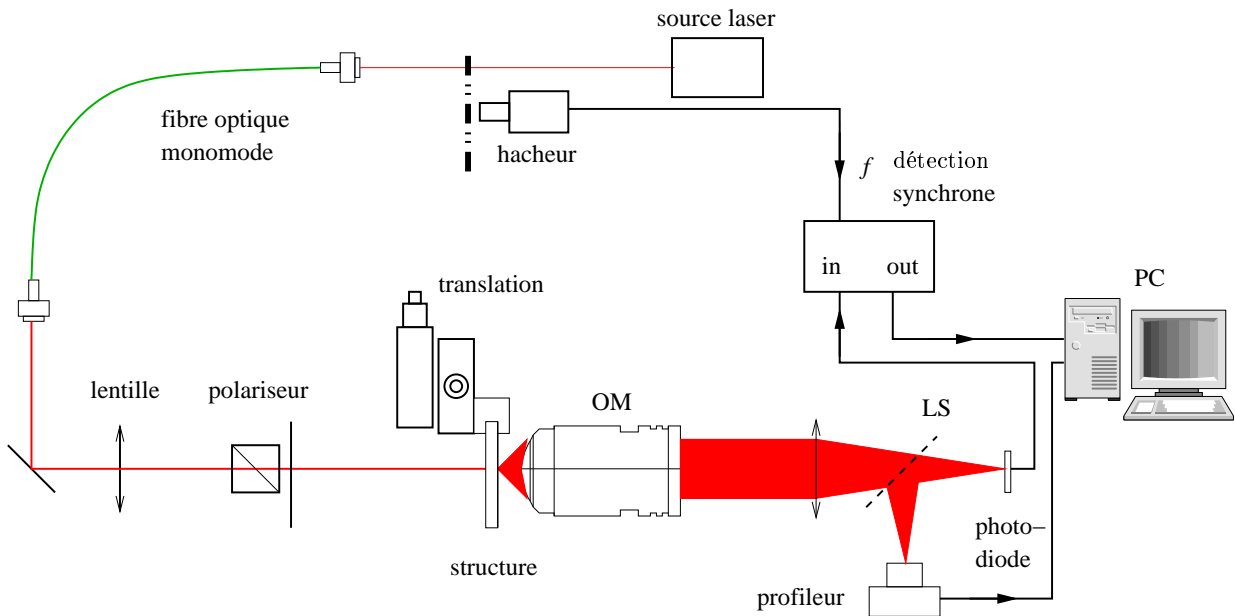 source laser
fibre optique
monomode
hacheur
f
détection
synchrone
in
out
translation
PC
lentille
polariseur
OM
LS
structure
photo–
diode
profileur